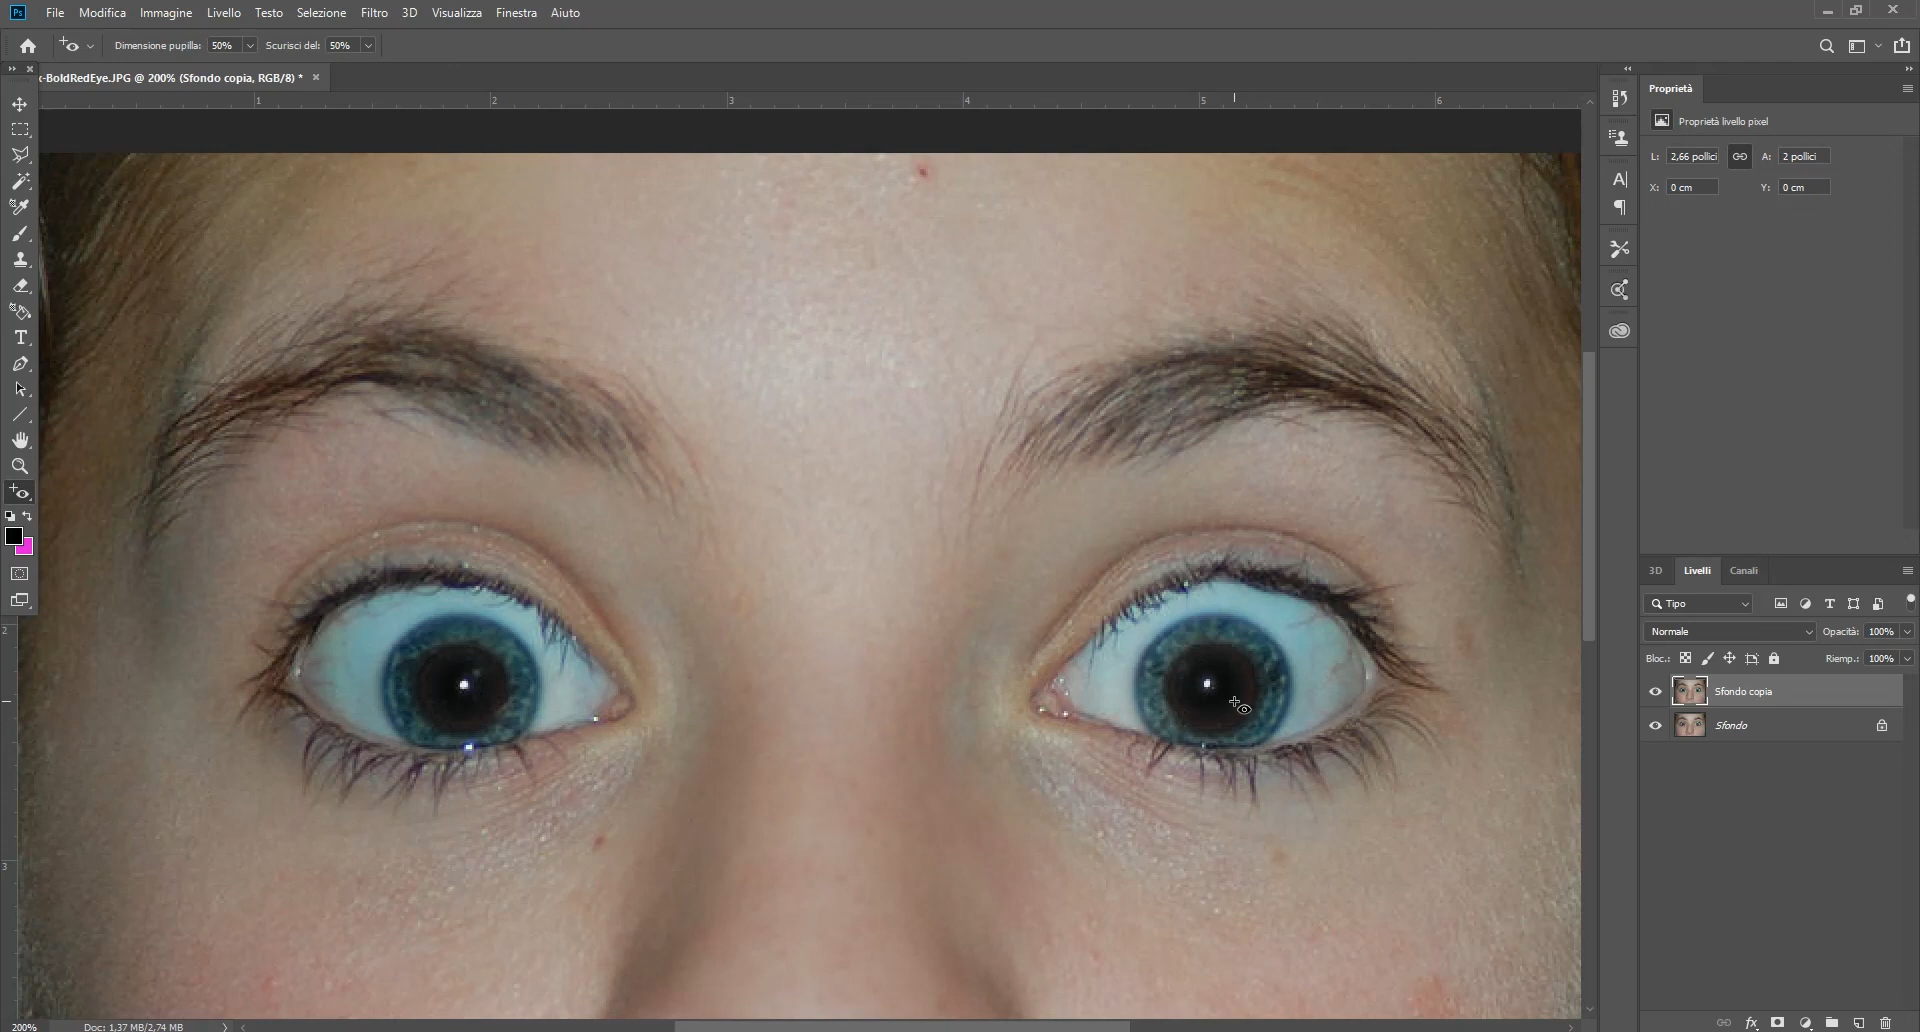 Ps File Modifica Immagine Livello Testo Selezione Filtro 3D Visualizza Finestra Aiuto
Dimensione pupilla: 50% Scurisci del: 50%
x-BoldRedEye.JPG @ 200% (Sfondo copia, RGB/8) *
1 2 3 4 5 6
Proprietà
Proprietà livello pixel
L: 2,66 pollici A: 2 pollici
X: 0 cm Y: 0 cm
3D Livelli Canali
Tipo
2
Normale Opacità: 100%
Bloc.: Riemp.: 100%
Sfondo copia
Sfondo
3
200% Doc: 1,37 MB/2,74 MB